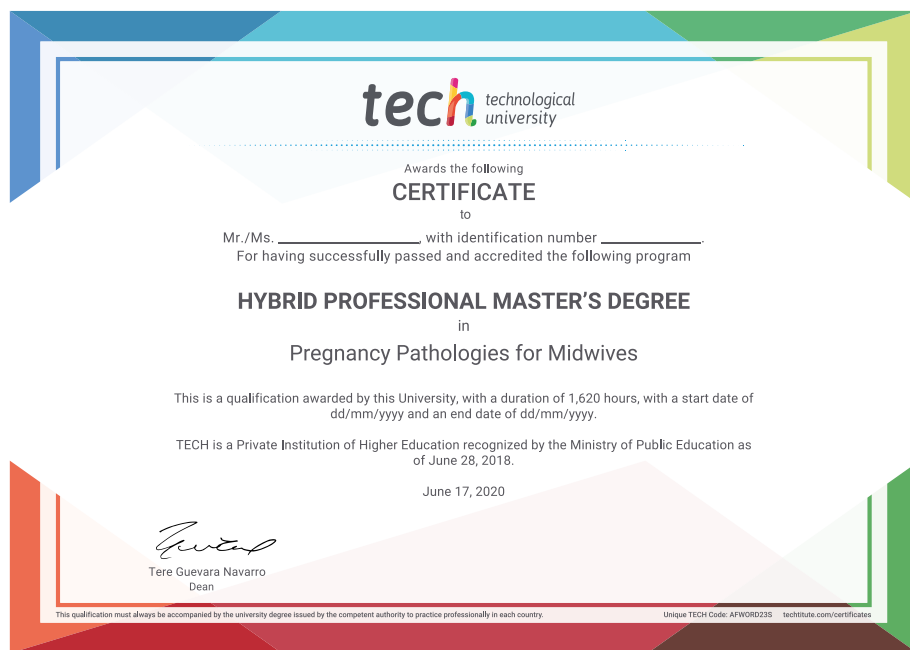 tech technological
university
Awards the following
CERTIFICATE
to
Mr./Ms. ________________, with identification number ____________.
For having successfully passed and accredited the following program
HYBRID PROFESSIONAL MASTER'S DEGREE
in
Pregnancy Pathologies for Midwives
This is a qualification awarded by this University, with a duration of 1,620 hours, with a start date of
dd/mm/yyyy and an end date of dd/mm/yyyy.
TECH is a Private Institution of Higher Education recognized by the Ministry of Public Education as
of June 28, 2018.
June 17, 2020
Tere Guevara Navarro
Dean
This qualification must always be accompanied by the university degree issued by the competent authority to practice professionally in each country. Unique TECH Code: AFWORD23S techtitute.com/certificates